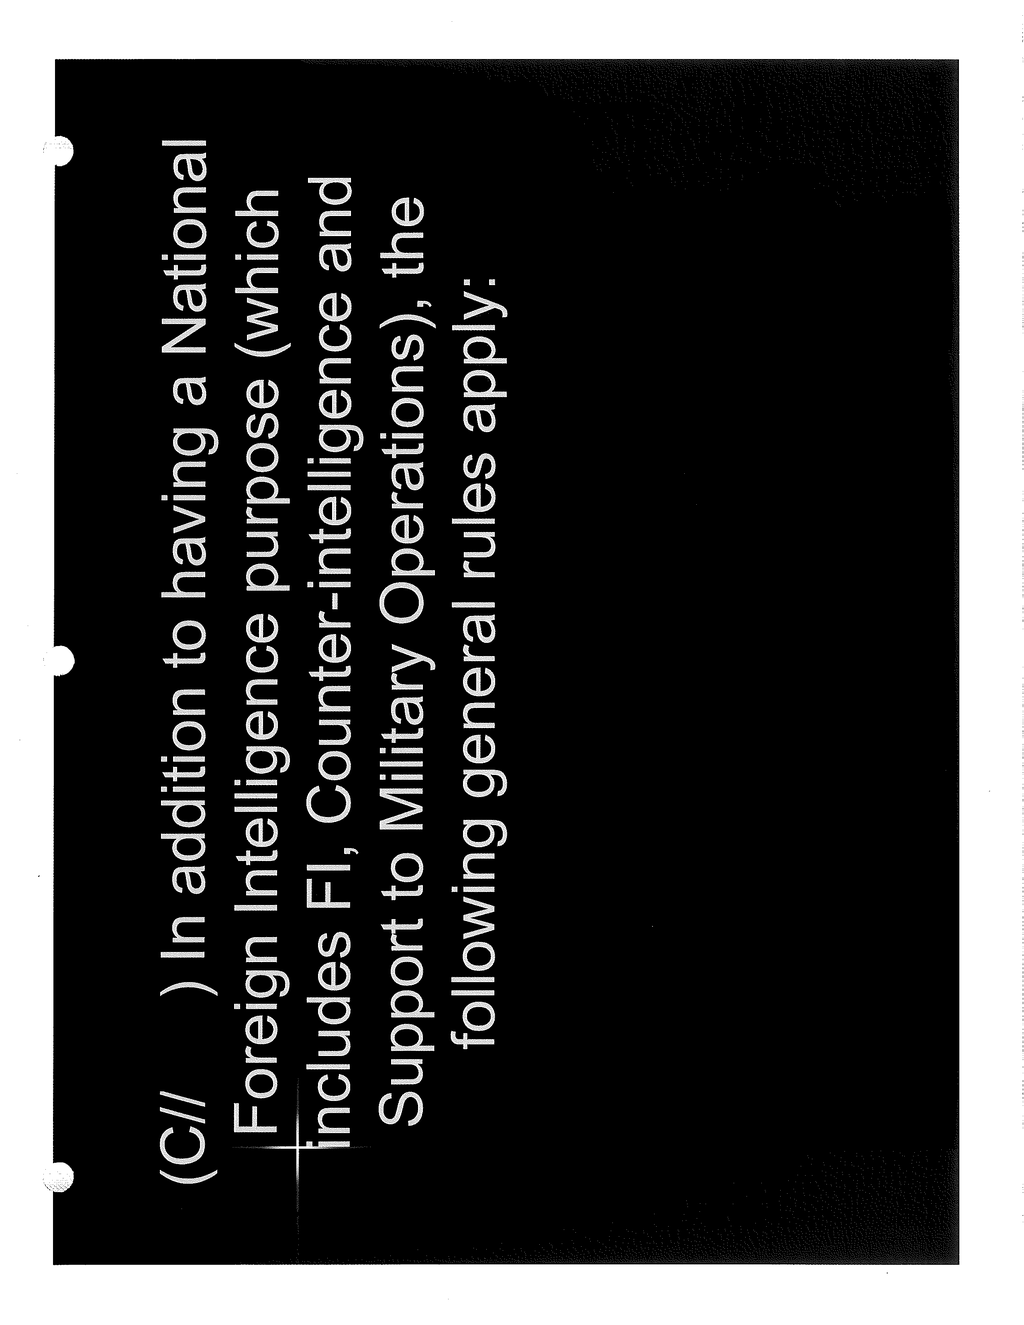 (C// ) In addition to having a National
Foreign Intelligence purpose (which
includes FI, Counter-intelligence and
Support to Military Operations), the
following general rules apply: